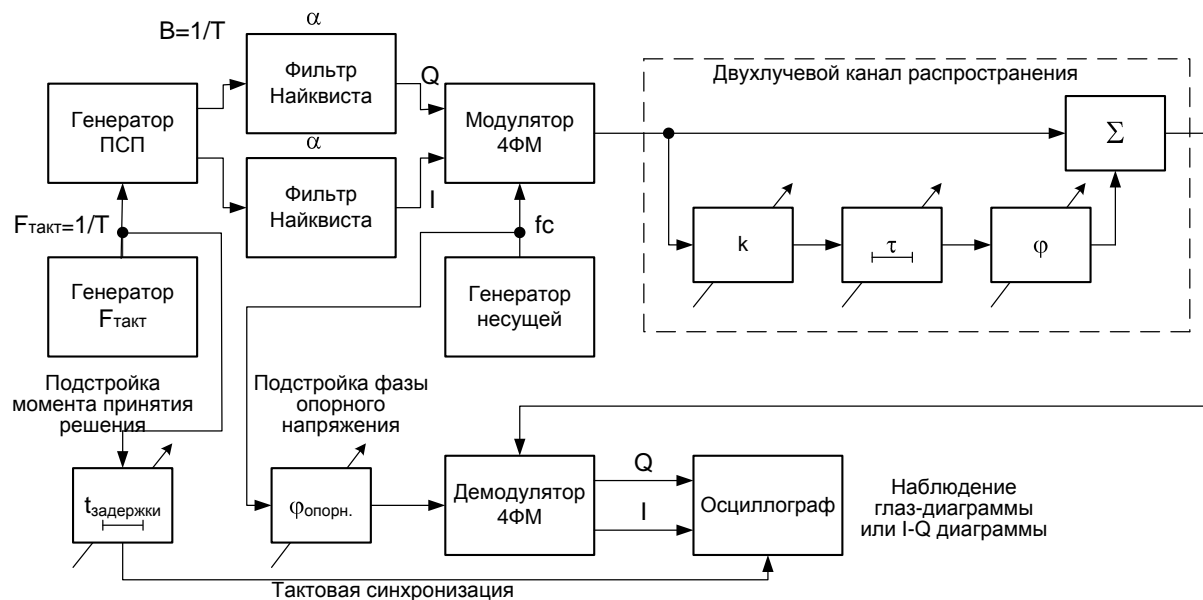 α
B=1/T
Фильтр
Найквиста
Q
Двухлучевой канал распространения
Генератор
ПСП
Модулятор
4ФМ
Σ
α
Фильтр
Найквиста
I
Fтакт=1/T
fc
k
τ
φ
Генератор
Fтакт
Генератор
несущей
Подстройка
момента принятия
решения
Подстройка фазы
опорного
напряжения
tзадержки
φопорн.
Демодулятор
4ФМ
Q
I
Осциллограф
Наблюдение
глаз-диаграммы
или I-Q диаграммы
Тактовая синхронизация